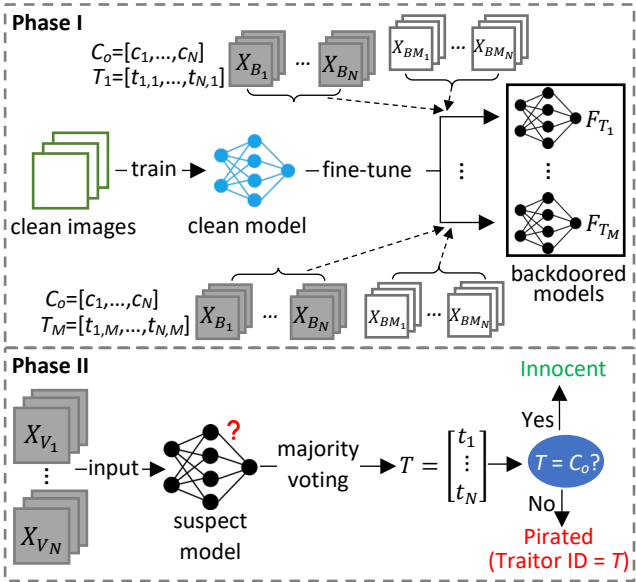 Phase I
C_o=[c_1,...,c_N]
T_1=[t_{1,1},...,t_{N,1}]
X_{B_1} ... X_{B_N}
X_{BM_1} ... X_{BM_N}
train
fine-tune
clean images
clean model
⋮
F_{T_1}
⋮
F_{T_M}
backdoored
models
C_o=[c_1,...,c_N]
T_M=[t_{1,M},...,t_{N,M}]
X_{B_1} ... X_{B_N}
X_{BM_1} ... X_{BM_N}
Phase II
X_{V_1}
⋮
X_{V_N}
input
?
suspect
model
majority
voting
T = [t_1 ⋮ t_N]
T = C_o?
Yes
Innocent
No
Pirated
(Traitor ID = T)